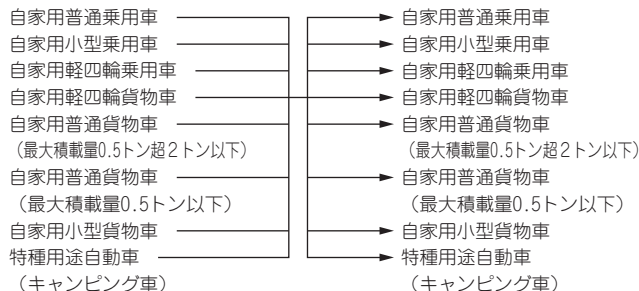 自家用普通乗用車
自家用小型乗用車
自家用軽四輪乗用車
自家用軽四輪貨物車
自家用普通貨物車
（最大積載量0.5トン超２トン以下）
自家用普通貨物車
（最大積載量0.5トン以下）
自家用小型貨物車
特種用途自動車
（キャンピング車）
自家用普通乗用車
自家用小型乗用車
自家用軽四輪乗用車
自家用軽四輪貨物車
自家用普通貨物車
（最大積載量0.5トン超２トン以下）
自家用普通貨物車
（最大積載量0.5トン以下）
自家用小型貨物車
特種用途自動車
（キャンピング車）